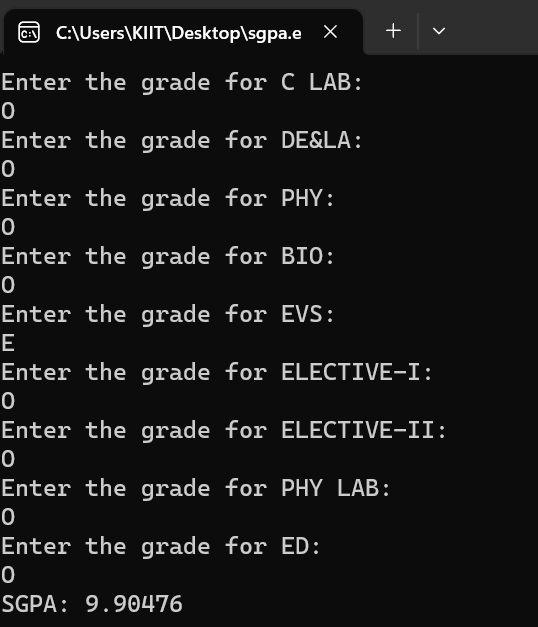 C:\Users\KIIT\Desktop\sgpa.e
Enter the grade for C LAB:
O
Enter the grade for DE&LA:
O
Enter the grade for PHY:
O
Enter the grade for BIO:
O
Enter the grade for EVS:
E
Enter the grade for ELECTIVE-I:
O
Enter the grade for ELECTIVE-II:
O
Enter the grade for PHY LAB:
O
Enter the grade for ED:
O
SGPA: 9.90476